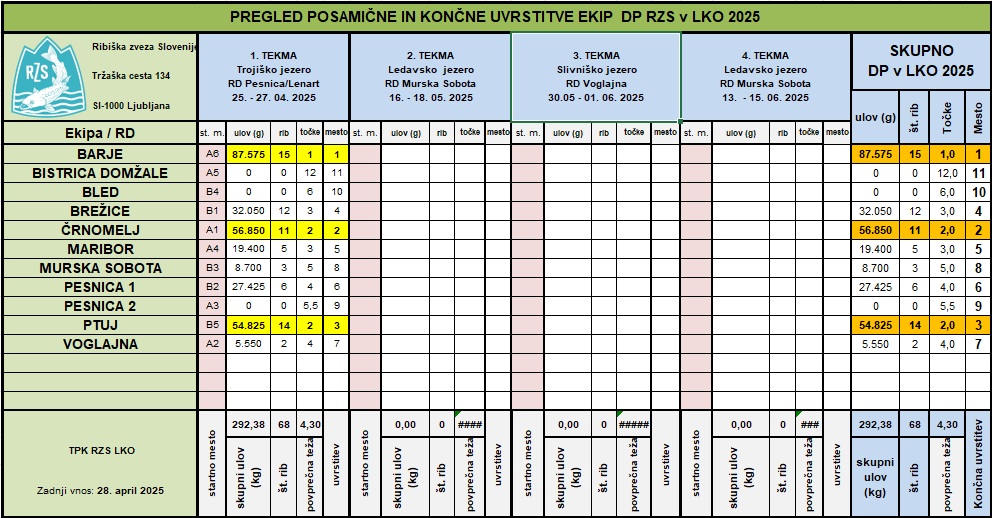 PREGLED POSAMIČNE IN KONČNE UVRSTITVE EKIP DP RZS v LKO 2025
RZS
Ribiška zveza Slovenije
Tržaška cesta 134
SI-1000 Ljubljana
1. TEKMA
Trojiško jezero
RD Pesnica/Lenart
25. - 27. 04. 2025
2. TEKMA
Ledavsko jezero
RD Murska Sobota
16. - 18. 05. 2025
3. TEKMA
Slivniško jezero
RD Voglajna
30.05 - 01. 06. 2025
4. TEKMA
Ledavsko jezero
RD Murska Sobota
13. - 15. 06. 2025
SKUPNO
DP v LKO 2025
ulov (g) št. rib Točke Mesto
Ekipa / RD st. m. ulov (g) rib točke mesto st. m. ulov (g) rib točke mesto st. m. ulov (g) rib točke mesto st. m. ulov (g) rib točke mesto
BARJE A6 87.575 15 1 1 87.575 15 1,0 1
BISTRICA DOMŽALE A5 0 0 12 11 0 0 12,0 11
BLED B4 0 0 6 10 0 0 6,0 10
BREŽICE B1 32.050 12 3 4 32.050 12 3,0 4
ČRNOMELJ A1 56.850 11 2 2 56.850 11 2,0 2
MARIBOR A4 19.400 5 3 5 19.400 5 3,0 5
MURSKA SOBOTA B3 8.700 3 5 8 8.700 3 5,0 8
PESNICA 1 B2 27.425 6 4 6 27.425 6 4,0 6
PESNICA 2 A3 0 0 5,5 9 0 0 5,5 9
PTUJ B5 54.825 14 2 3 54.825 14 2,0 3
VOGLAJNA A2 5.550 2 4 7 5.550 2 4,0 7
292,38 68 4,30 0,00 0 #### 0,00 0 ##### 0,00 0 ### 292,38 68 4,30
TPK RZS LKO
Zadnji vnos: 28. april 2025
startno mesto skupni ulov (kg) št. rib povprečna teža uvrstitev startno mesto skupni ulov (kg) št. rib povprečna teža uvrstitev startno mesto skupni ulov (kg) št. rib povprečna teža uvrstitev startno mesto skupni ulov (kg) št. rib povprečna teža uvrstitev skupni ulov (kg) št. rib povprečna teža Končna uvrstitev